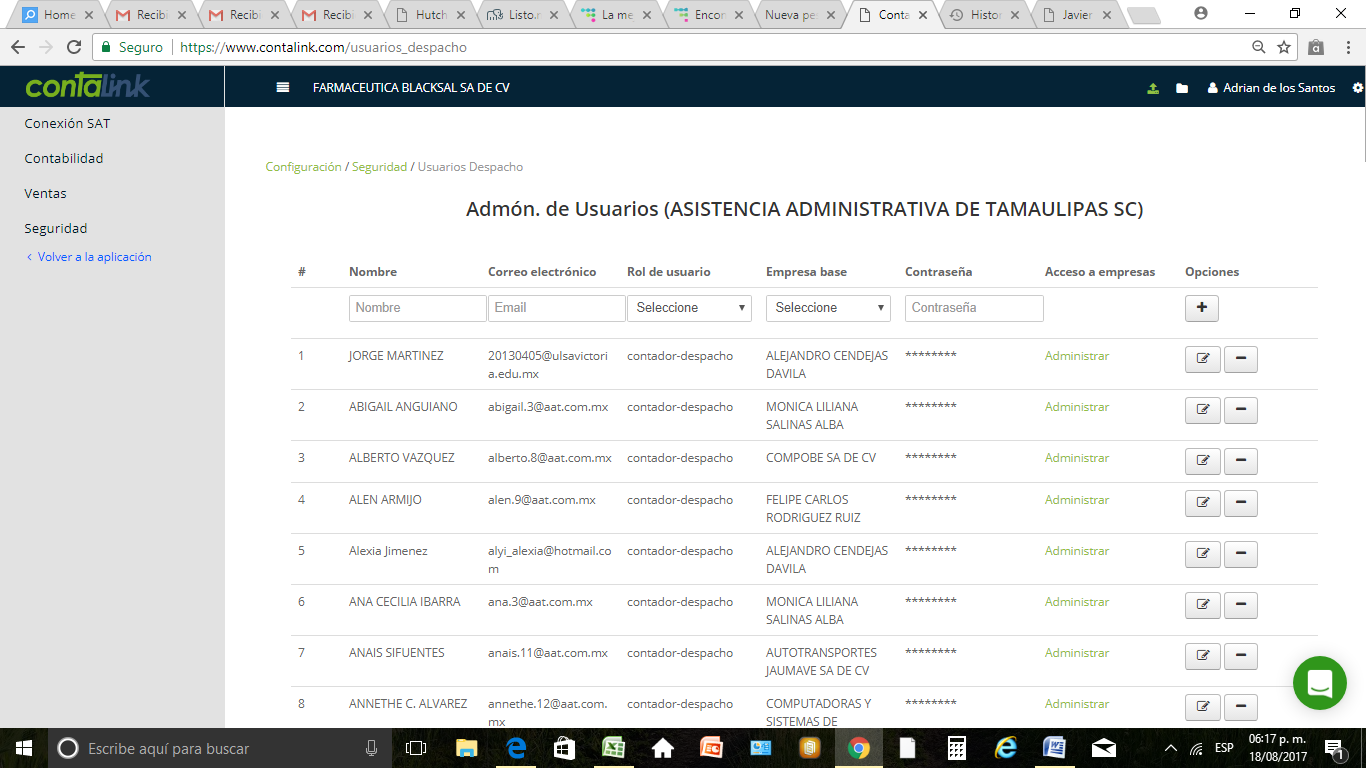 Home
Recibi
Recibi
Recibi
Hutch
Listo.n
La me
Encon
Nueva pe
Conta
Histor
Javier
Seguro
https://www.contalink.com/usuarios_despacho
contalink
FARMACEUTICA BLACKSAL SA DE CV
Adrian de los Santos
Conexión SAT
Contabilidad
Ventas
Seguridad
‹ Volver a la aplicación
Configuración / Seguridad / Usuarios Despacho
Admón. de Usuarios (ASISTENCIA ADMINISTRATIVA DE TAMAULIPAS SC)
# Nombre Correo electrónico Rol de usuario Empresa base Contraseña Acceso a empresas Opciones
Nombre Email Seleccione Seleccione Contraseña +
1 JORGE MARTINEZ 20130405@ulsavictori contador-despacho ALEJANDRO CENDEJAS ******** Administrar
a.edu.mx DAVILA
2 ABIGAIL ANGUIANO abigail.3@aat.com.mx contador-despacho MONICA LILIANA ******** Administrar
SALINAS ALBA
3 ALBERTO VAZQUEZ alberto.8@aat.com.mx contador-despacho COMPOBE SA DE CV ******** Administrar
4 ALEN ARMIJO alen.9@aat.com.mx contador-despacho FELIPE CARLOS ******** Administrar
RODRIGUEZ RUIZ
5 Alexia Jimenez alyi_alexia@hotmail.co contador-despacho ALEJANDRO CENDEJAS ******** Administrar
m DAVILA
6 ANA CECILIA IBARRA ana.3@aat.com.mx contador-despacho MONICA LILIANA ******** Administrar
SALINAS ALBA
7 ANAIS SIFUENTES anais.11@aat.com.mx contador-despacho AUTOTRANSPORTES ******** Administrar
JAUMAVE SA DE CV
8 ANNETHE C. ALVAREZ annethe.12@aat.com. contador-despacho COMPUTADORAS Y ******** Administrar
mx SISTEMAS DE
Escribe aquí para buscar
ESP
06:17 p. m.
18/08/2017
1